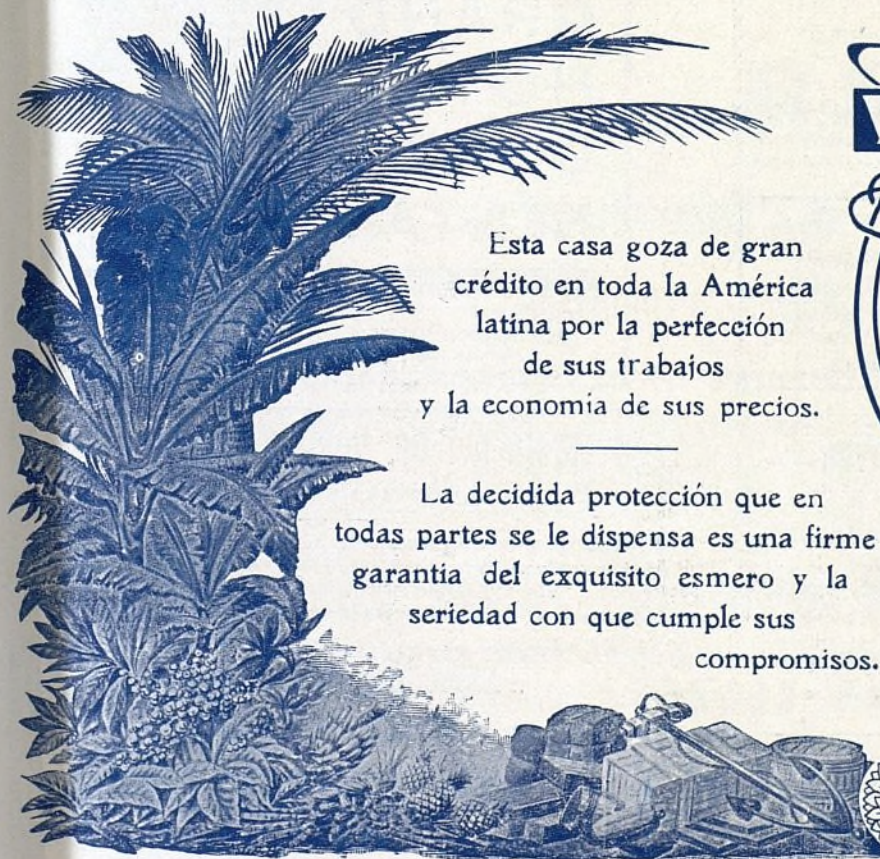 Esta casa goza de gran
crédito en toda la América
latina por la perfección
de sus trabajos
y la economía de sus precios.
La decidida protección que en
todas partes se le dispensa es una firme
garantia del exquisito esmero y la
seriedad con que cumple sus
compromisos.